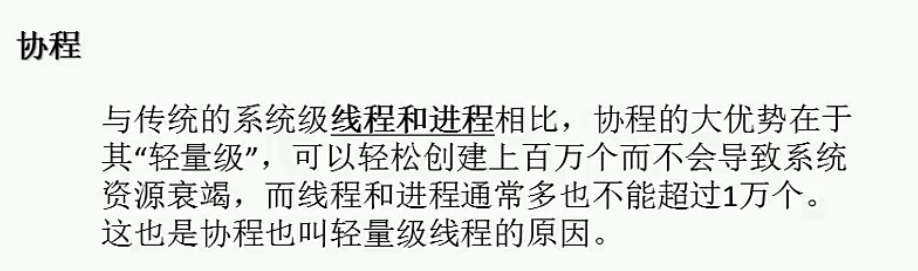 协程
与传统的系统级线程和进程相比，协程的大优势在于
其“轻量级”，可以轻松创建上百万个而不会导致系统
资源衰竭，而线程和进程通常多也不能超过1万个。
这也是协程也叫轻量级线程的原因。